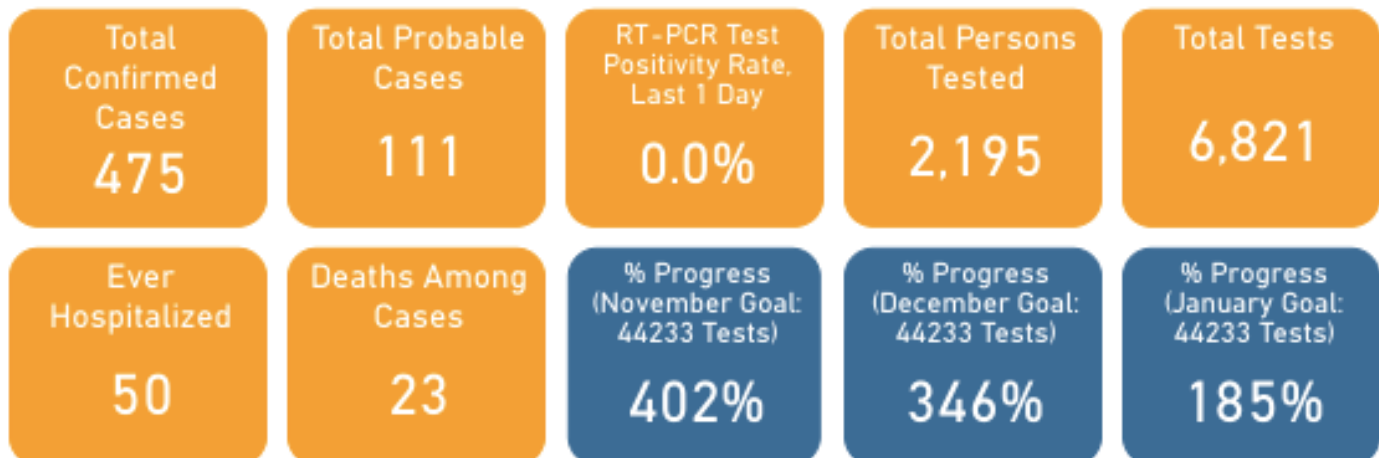 Total
Confirmed
Cases
475
Total Probable
Cases
111
RT-PCR Test
Positivity Rate,
Last 1 Day
0.0%
Total Persons
Tested
2,195
Total Tests
6,821
Ever
Hospitalized
50
Deaths Among
Cases
23
% Progress
(November Goal:
44233 Tests)
402%
% Progress
(December Goal:
44233 Tests)
346%
% Progress
(January Goal:
44233 Tests)
185%